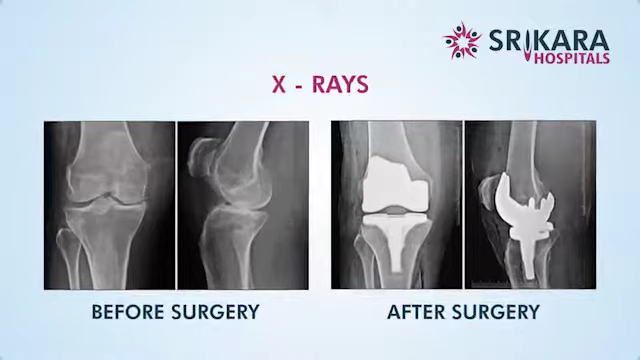 SRIKARA
HOSPITALS
X - RAYS
BEFORE SURGERY
AFTER SURGERY